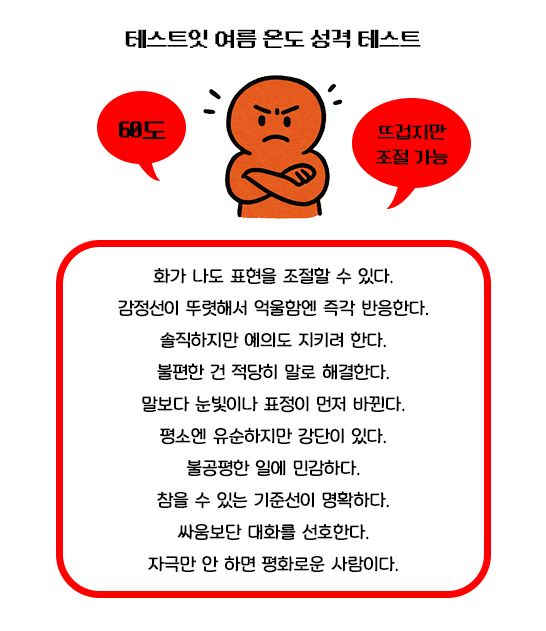 테스트잇 여름 온도 성격 테스트
60도
뜨겁지만
조절 가능
화가 나도 표현을 조절할 수 있다.
감정선이 뚜렷해서 억울함엔 즉각 반응한다.
솔직하지만 예의도 지키려 한다.
불편한 건 적당히 말로 해결한다.
말보다 눈빛이나 표정이 먼저 바뀐다.
평소엔 유순하지만 강단이 있다.
불공평한 일에 민감하다.
참을 수 있는 기준선이 명확하다.
싸움보단 대화를 선호한다.
자극만 안 하면 평화로운 사람이다.